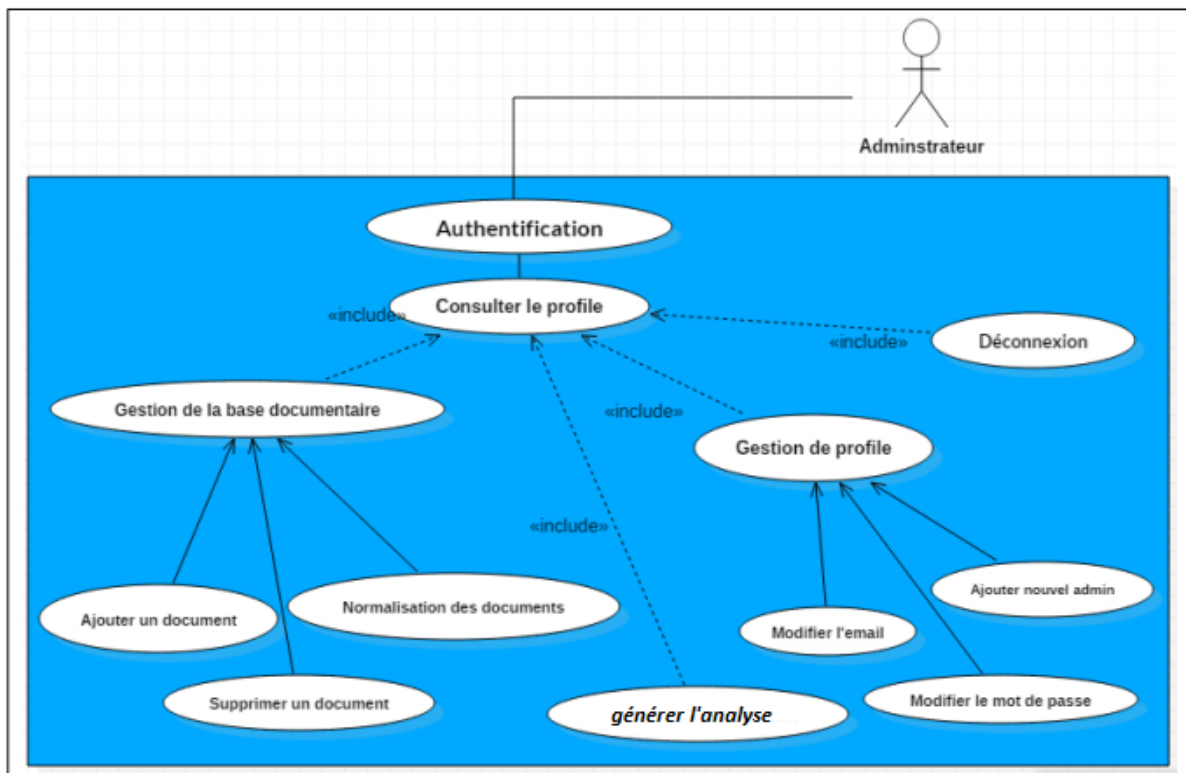 Adminstrateur
Authentification
Consulter le profile
«include»
«include»
Déconnexion
Gestion de la base documentaire
«include»
Gestion de profile
«include»
Ajouter un document
Normalisation des documents
Ajouter nouvel admin
Modifier l'email
Supprimer un document
générer l'analyse
Modifier le mot de passe